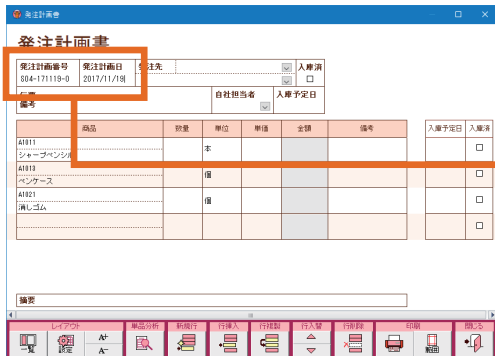 発注計画書
発注計画書
発注計画番号 発注計画日 発注先 入庫済
S04-171119-0 2017/11/19
伝票
備考 自社担当者 入庫予定日
商品 数量 単位 単価 金額 備考 入庫予定日 入庫済
A1011
シャープペンシル 本
A1013
ペンケース 個
A1021
消しゴム 個
摘要
レイアウト 単品分析 新規行 行挿入 行複製 行入替 行削除 印刷 閉じる
一覧 設定 A+ 範囲
A-